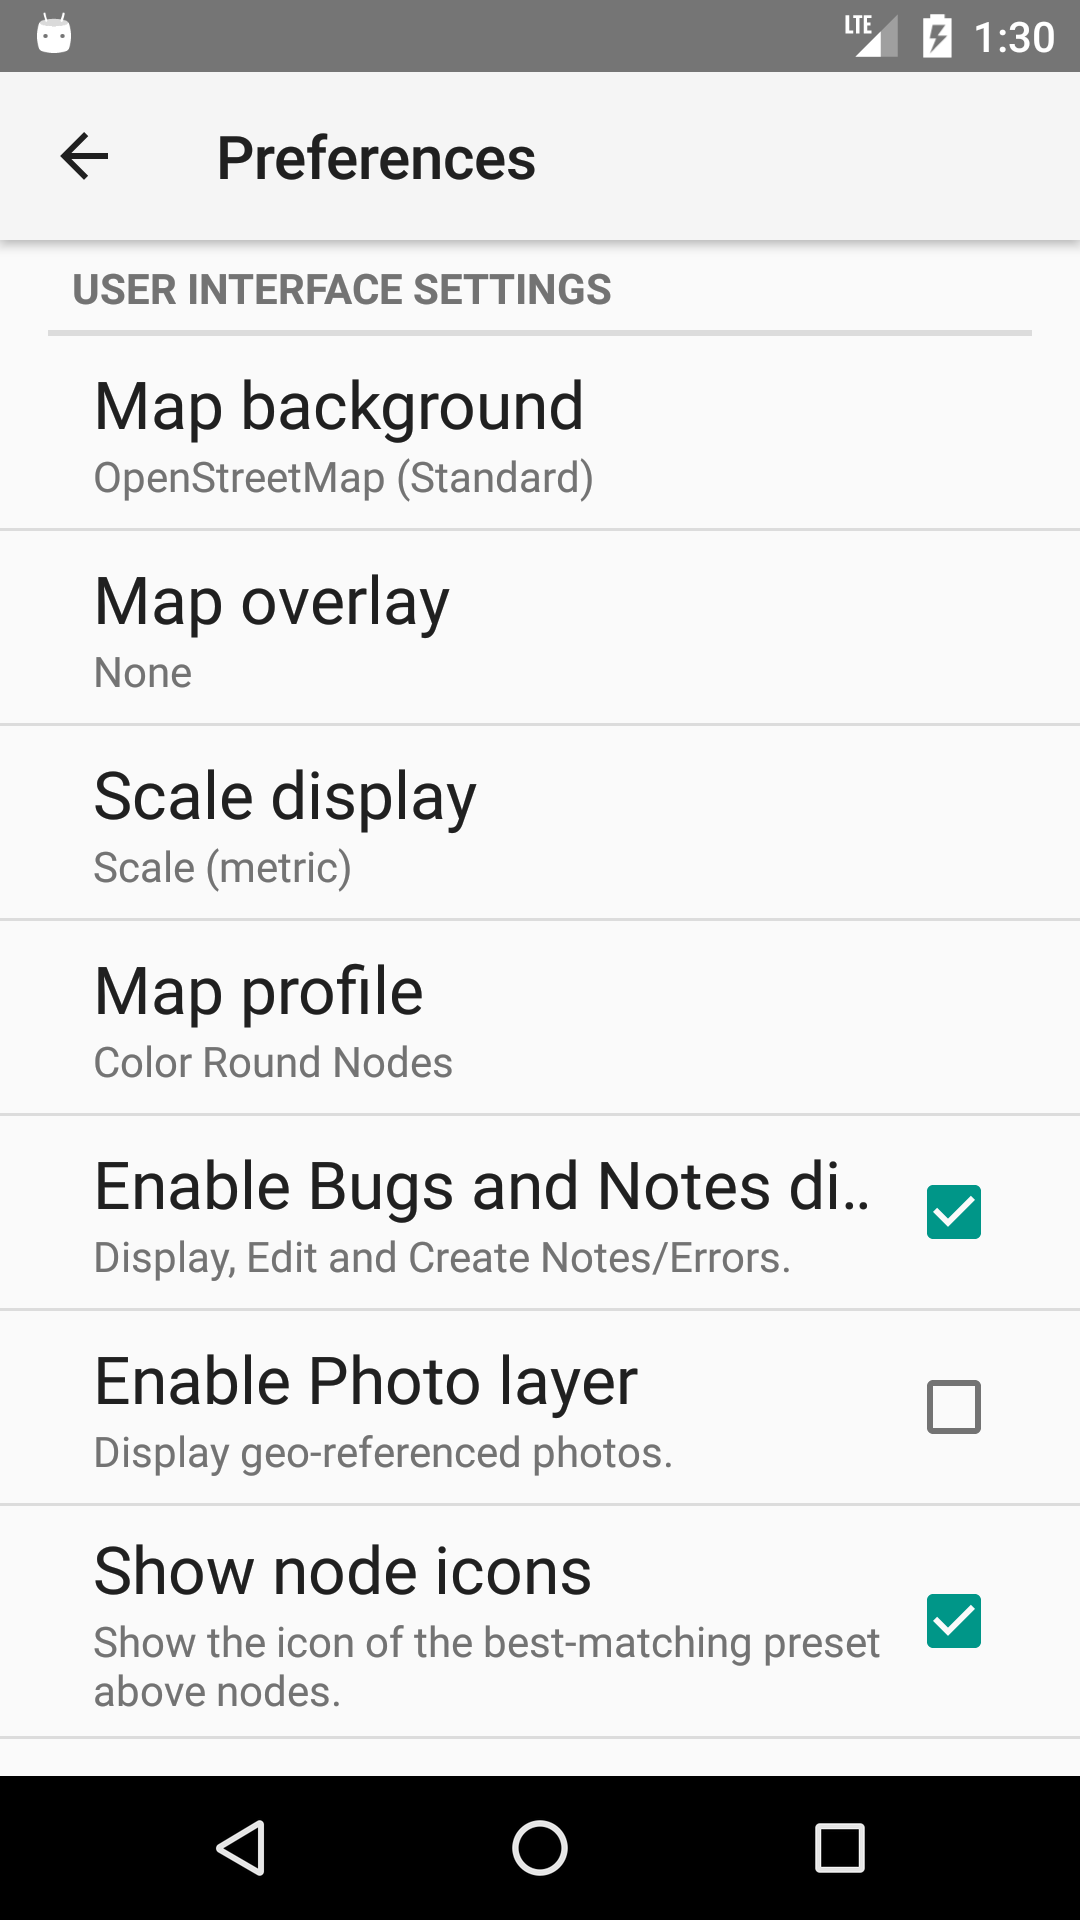 LTE 1:30
Preferences
USER INTERFACE SETTINGS
Map background
OpenStreetMap (Standard)
Map overlay
None
Scale display
Scale (metric)
Map profile
Color Round Nodes
Enable Bugs and Notes di..
Display, Edit and Create Notes/Errors.
Enable Photo layer
Display geo-referenced photos.
Show node icons
Show the icon of the best-matching preset
above nodes.